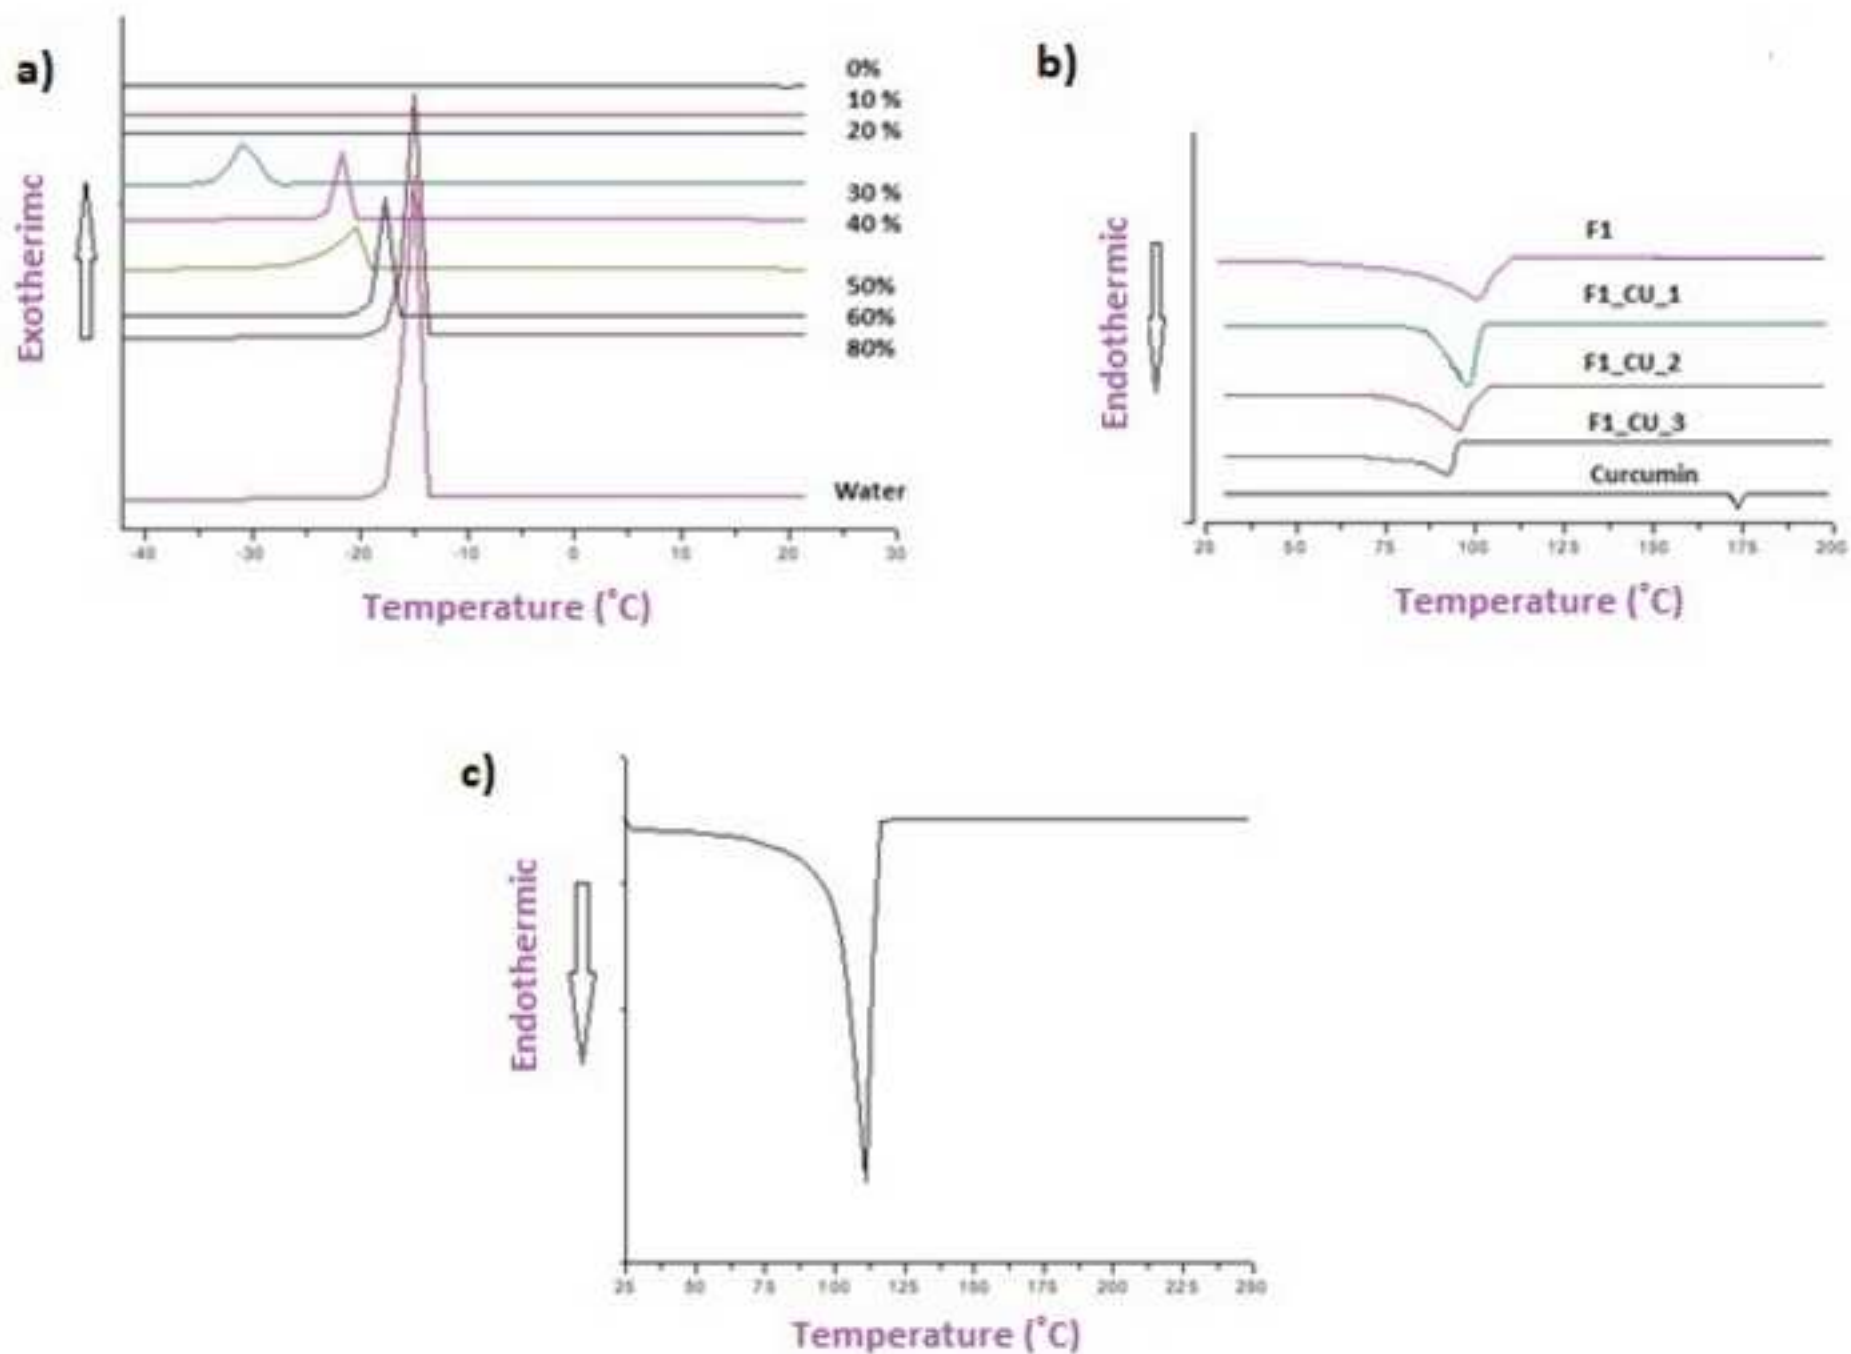 a)
Exotherimc
0%
10 %
20 %
30 %
40 %
50%
60%
80%
Water
-40 -30 -20 -10 0 10 20 30
Temperature (°C)
b)
Endothermic
F1
F1_CU_1
F1_CU_2
F1_CU_3
Curcumin
25 50 75 100 125 150 175 200
Temperature (°C)
c)
Endothermic
25 50 75 100 125 150 175 200 225 250
Temperature (°C)